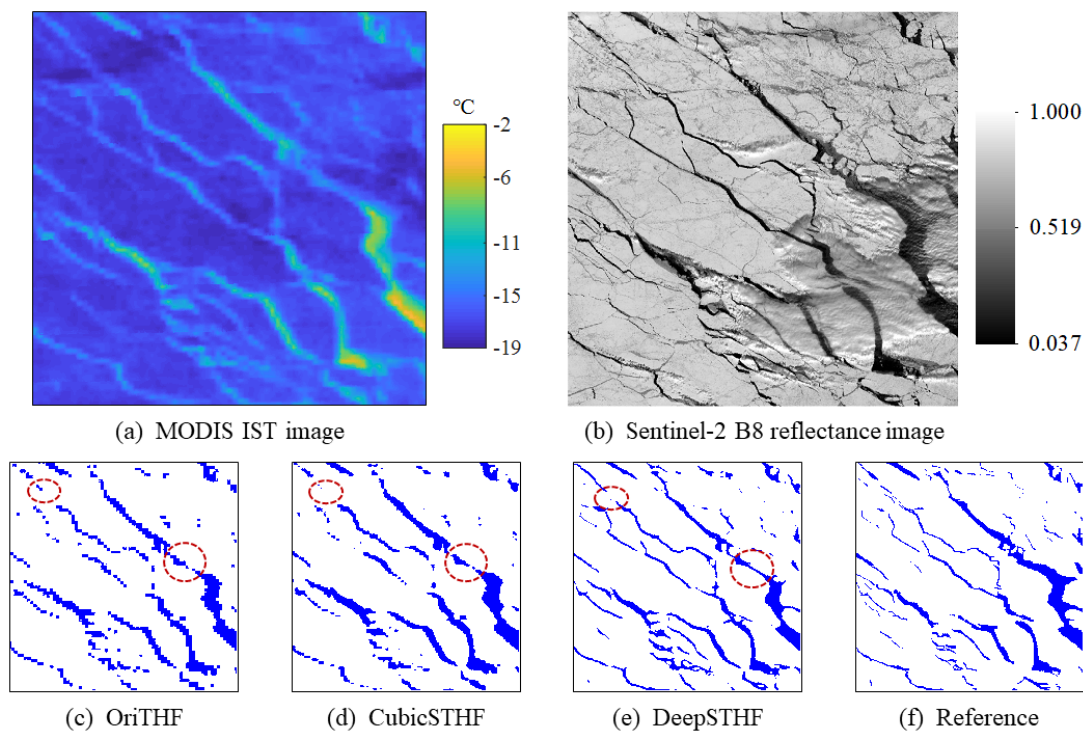 °C
-2
-6
-11
-15
-19
1.000
0.519
0.037
(a) MODIS IST image
(b) Sentinel-2 B8 reflectance image
(c) OriTHF
(d) CubicSTHF
(e) DeepSTHF
(f) Reference